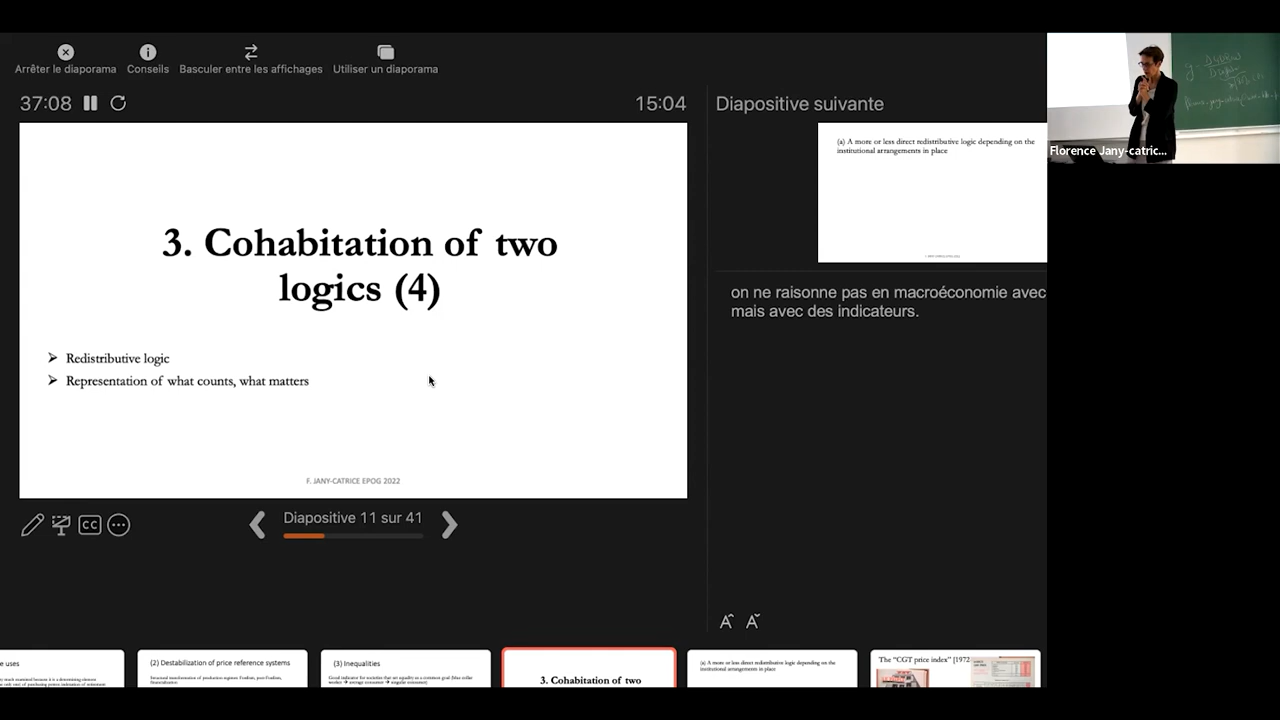 Arrêter le diaporama
Conseils
Basculer entre les affichages
Utiliser un diaporama
37:08
15:04
Diapositive suivante
3. Cohabitation of two
logics (4)
Redistributive logic
Representation of what counts, what matters
F. JANY-CATRICE EPOG 2022
(a) A more or less direct redistributive logic depending on the
institutional arrangements in place
on ne raisonne pas en macroéconomie avec
mais avec des indicateurs.
Florence Jany-catric...
CC
Diapositive 11 sur 41
e uses
(2) Destabilization of price reference systems
(3) Inequalities
3. Cohabitation of two
(a) A more or less direct redistributive logic depending on the
institutional arrangements in place
The "CGT price index" [1972